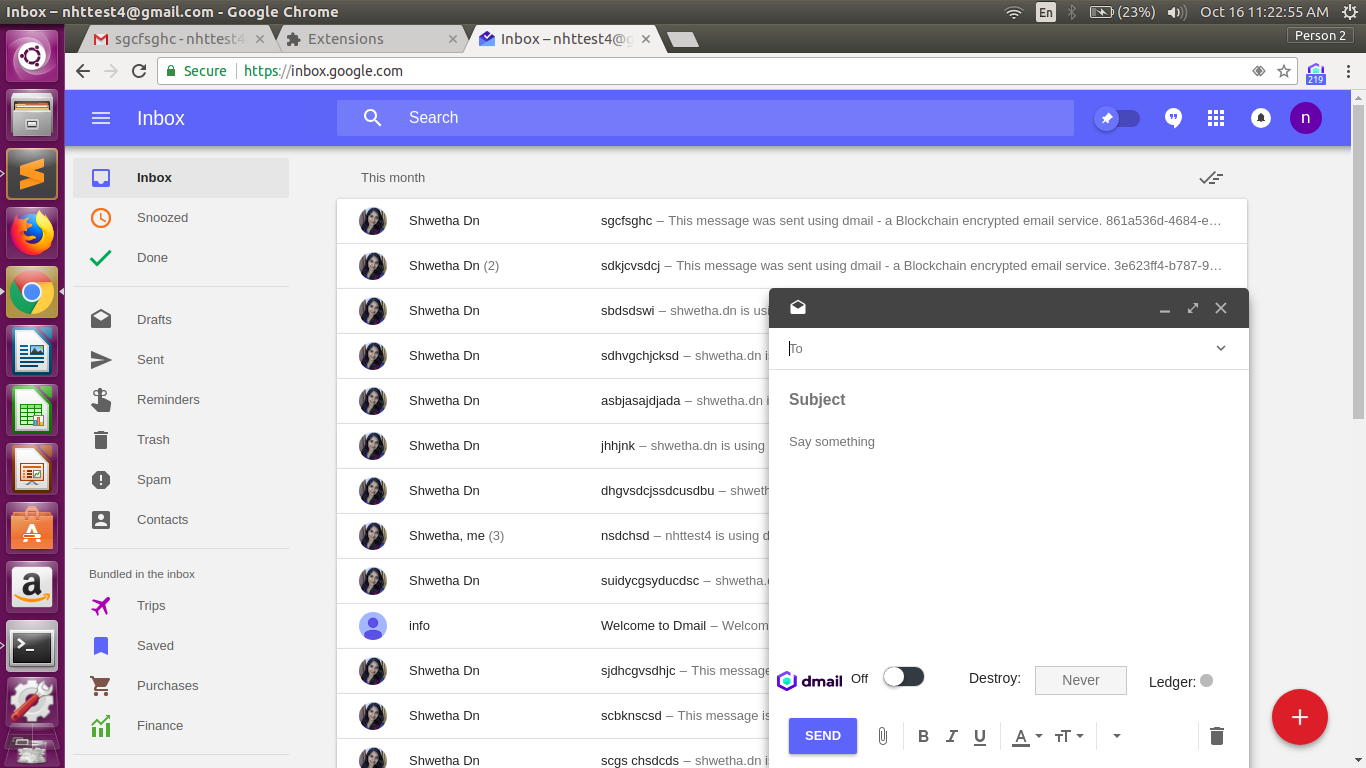 Inbox – nhttest4@gmail.com - Google Chrome
En
(23%)
Oct 16 11:22:55 AM
sgcfsghc - nhttest4
Extensions
Inbox – nhttest4@g
Person 2
Secure
https://inbox.google.com
219
Inbox
Search
n
Inbox
Snoozed
Done
Drafts
Sent
Reminders
Trash
Spam
Contacts
Bundled in the inbox
Trips
Saved
Purchases
Finance
This month
Shwetha Dn sgcfsghc – This message was sent using dmail - a Blockchain encrypted email service. 861a536d-4684-e…
Shwetha Dn (2) sdkjcvsdcj – This message was sent using dmail - a Blockchain encrypted email service. 3e623ff4-b787-9…
Shwetha Dn sbdsdswi – shwetha.dn is usi
Shwetha Dn sdhvgchjcksd – shwetha.dn i
Shwetha Dn asbjasajdjada – shwetha.dn i
Shwetha Dn jhhjnk – shwetha.dn is using
Shwetha Dn dhgvsdcjssdcusdbu – shweth
Shwetha, me (3) nsdchsd – nhttest4 is using d
Shwetha Dn suidycgsyducdsc – shwetha.
info Welcome to Dmail – Welcom
Shwetha Dn sjdhcgvsdhjc – This message
Shwetha Dn scbknscsd – This message is
Shwetha Dn scgs chsdcds – shwetha.dn i
To
Subject
Say something
dmail Off Destroy: Never Ledger:
SEND B I U A тT